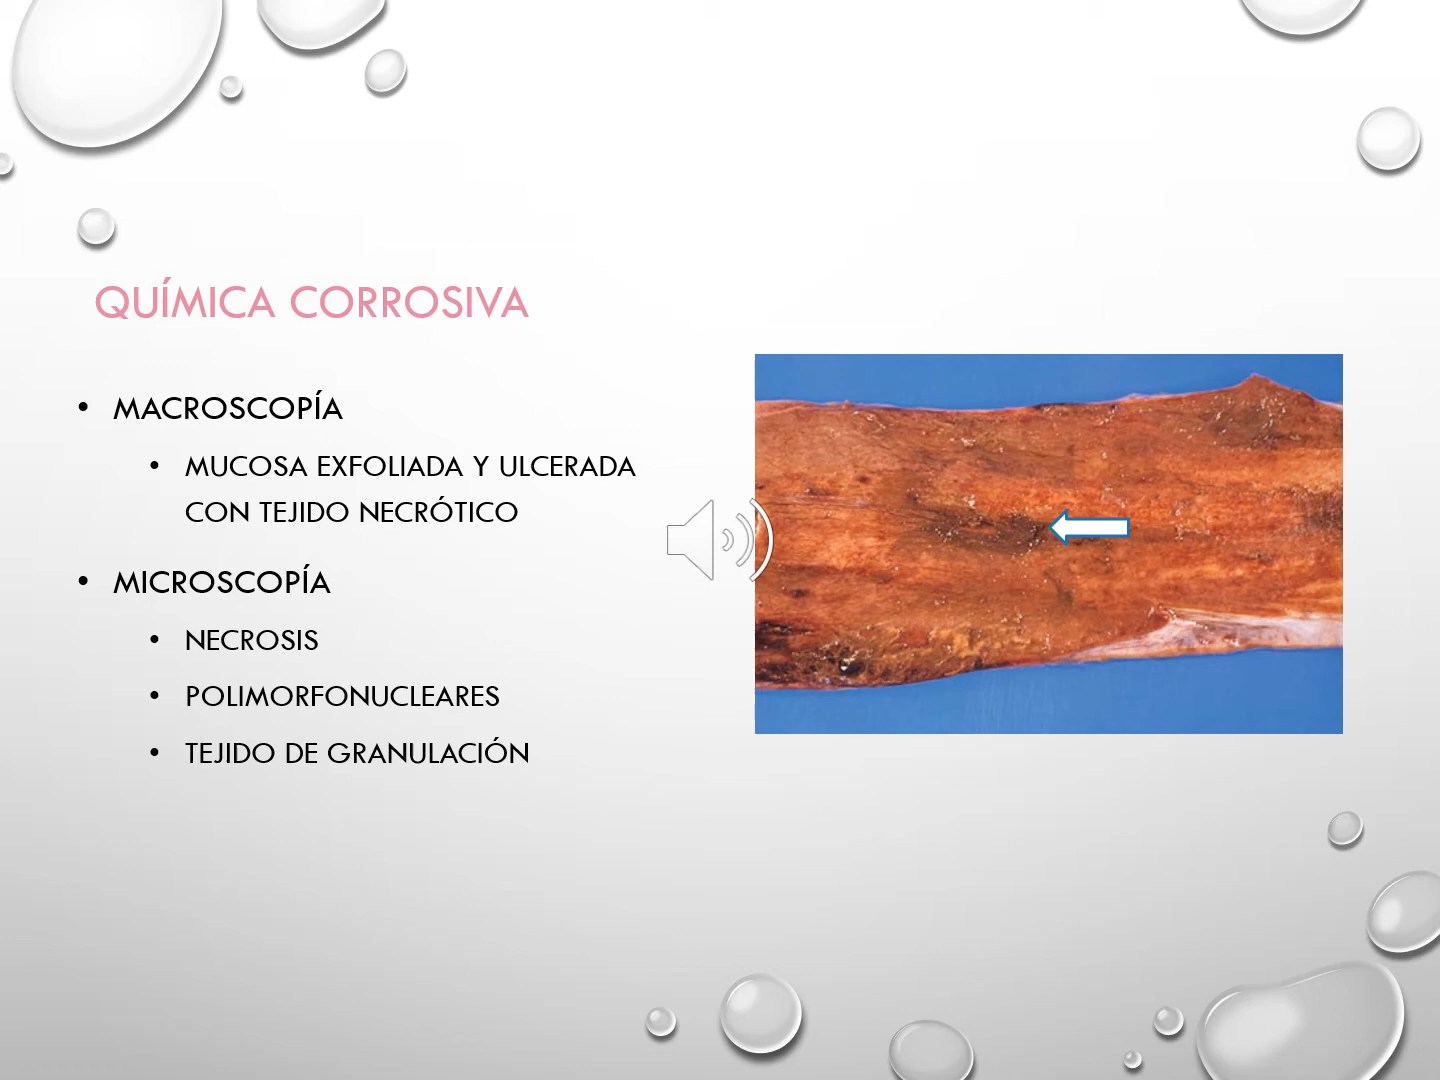 QUÍMICA CORROSIVA
• MACROSCOPÍA
• MUCOSA EXFOLIADA Y ULCERADA
CON TEJIDO NECRÓTICO
• MICROSCOPÍA
• NECROSIS
• POLIMORFONUCLEARES
• TEJIDO DE GRANULACIÓN